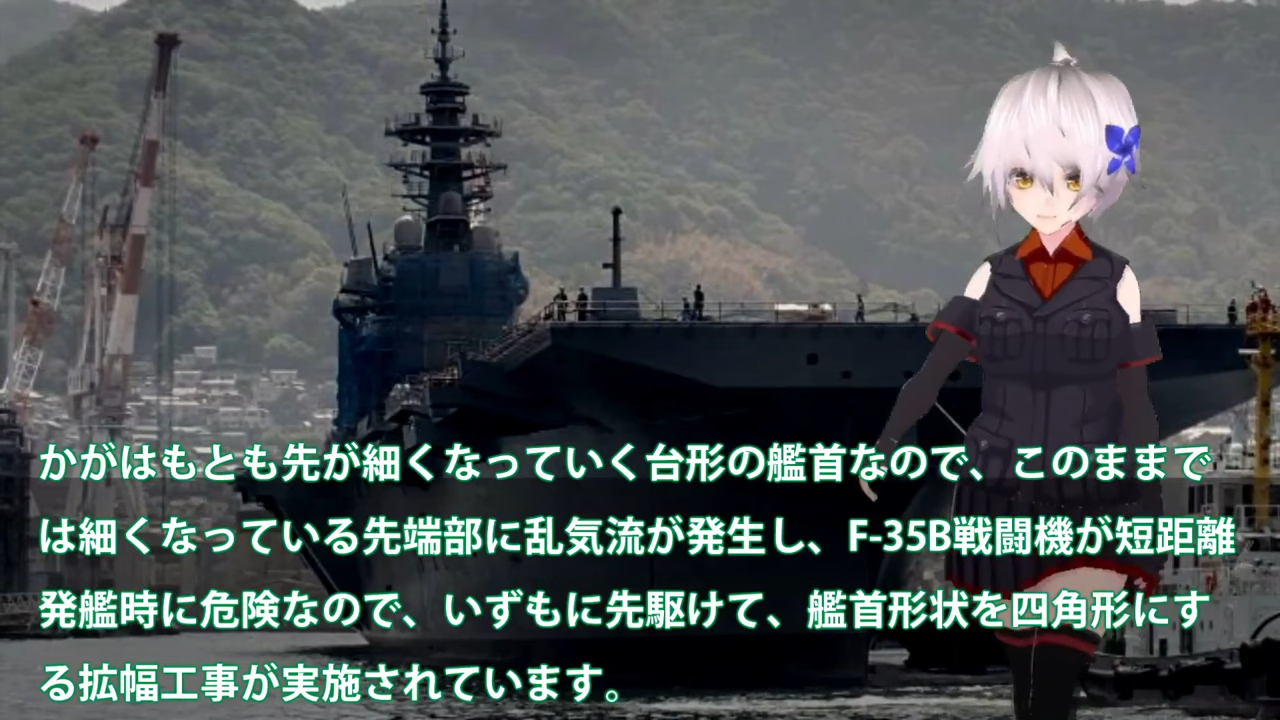 かがはもとも先が細くなっていく台形の艦首なので、このままで
は細くなっている先端部に乱気流が発生し、F-35B戦闘機が短距離
発艦時に危険なので、いずもに先駆けて、艦首形状を四角形にす
る拡幅工事が実施されています。